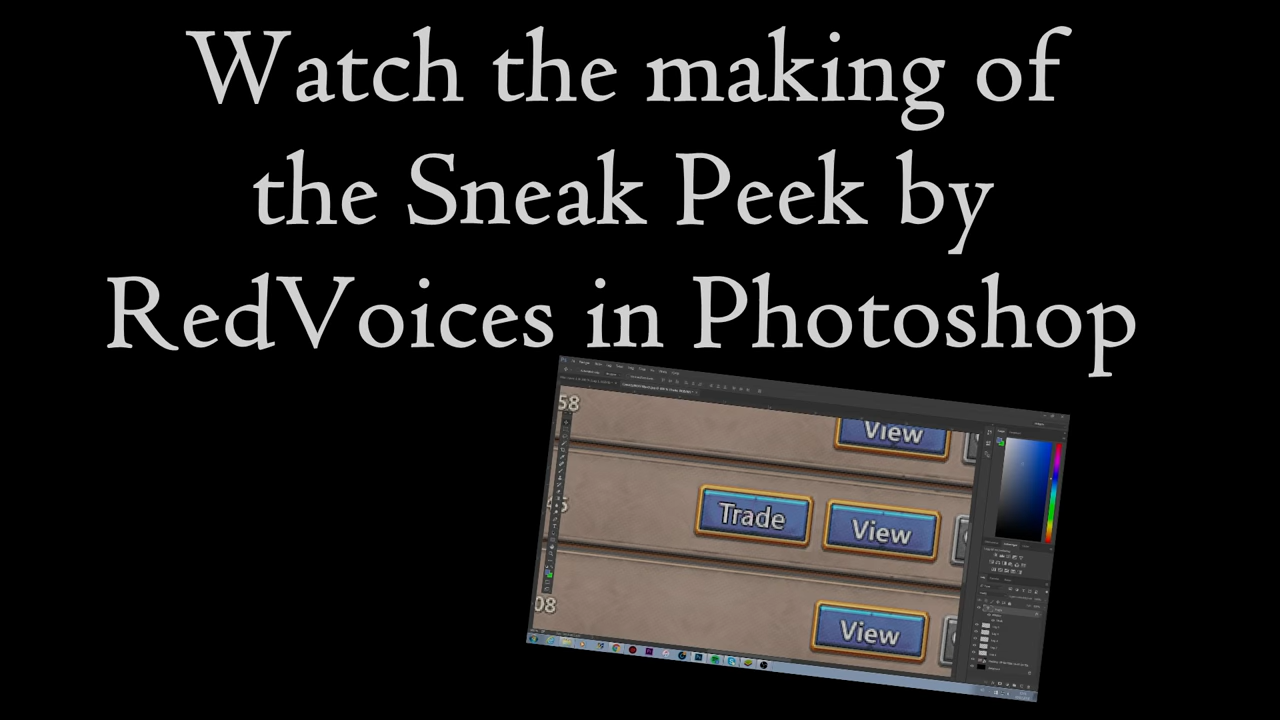 Watch the making of
the Sneak Peek by
RedVoices in Photoshop
58
View
Trade
View
08
View